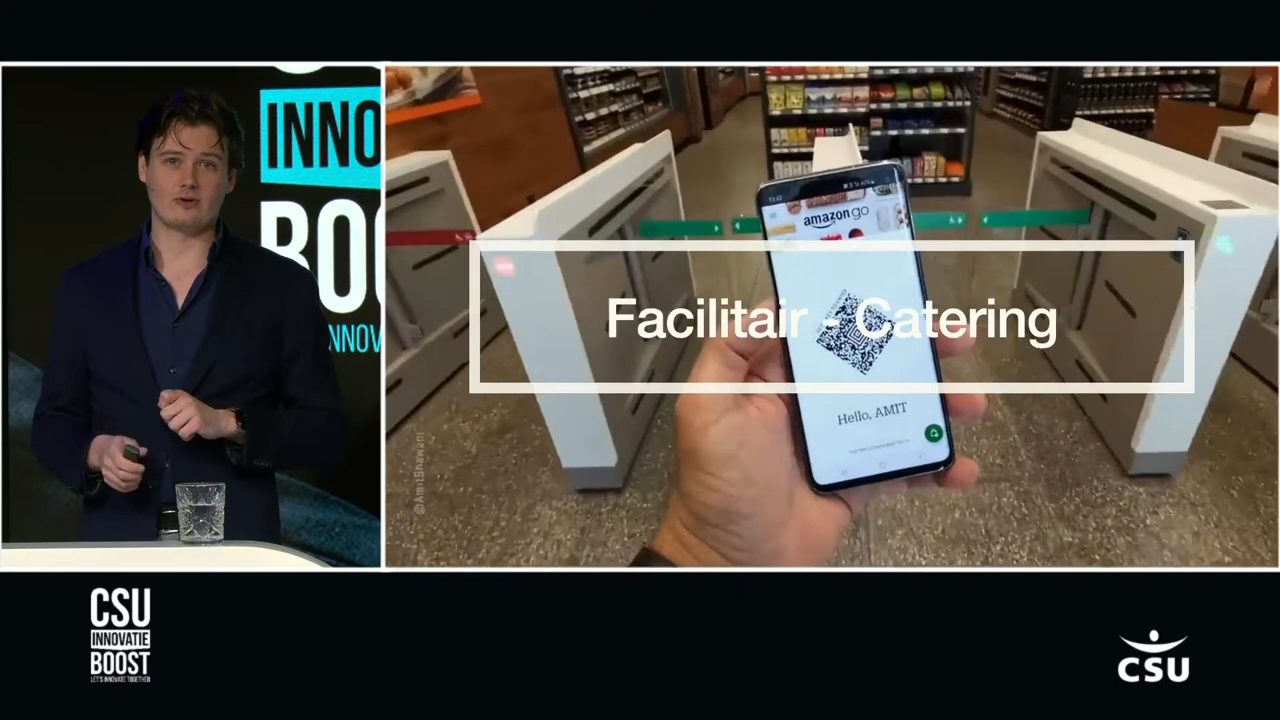 INNO
BOO
INNOV
amazon go
Facilitair - Catering
Hello, AMIT
@AmitBhawani
CSU
INNOVATIE
BOOST
LET'S INNOVATE TOGETHER
CSU